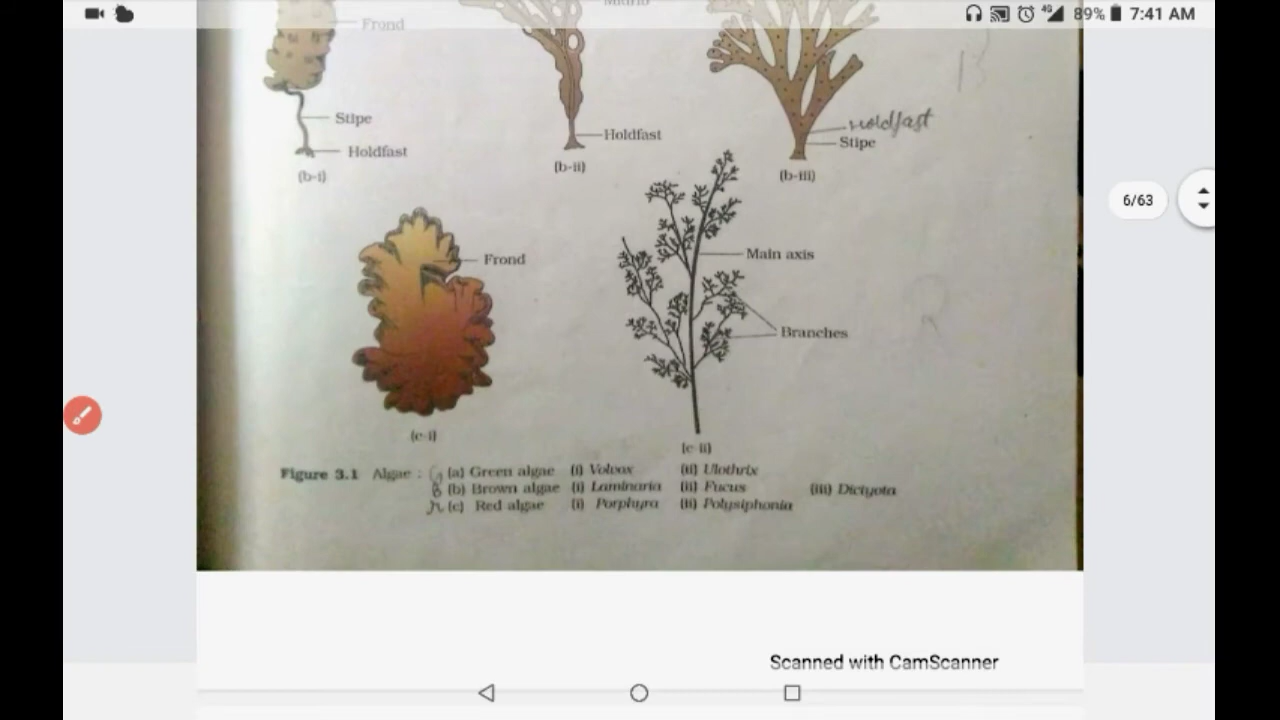 89% 7:41 AM
Frond
Midrib
Stipe
Holdfast
Holdfast
Holdfast
Stipe
(b-i)
(b-ii)
(b-iii)
6/63
Frond
Main axis
Branches
(c-i)
(c-ii)
Figure 3.1 Algae : G (a) Green algae (i) Volvox (ii) Ulothrix
B (b) Brown algae (i) Laminaria (ii) Fucus (iii) Dictyota
R (c) Red algae (i) Porphyra (ii) Polysiphonia
Scanned with CamScanner